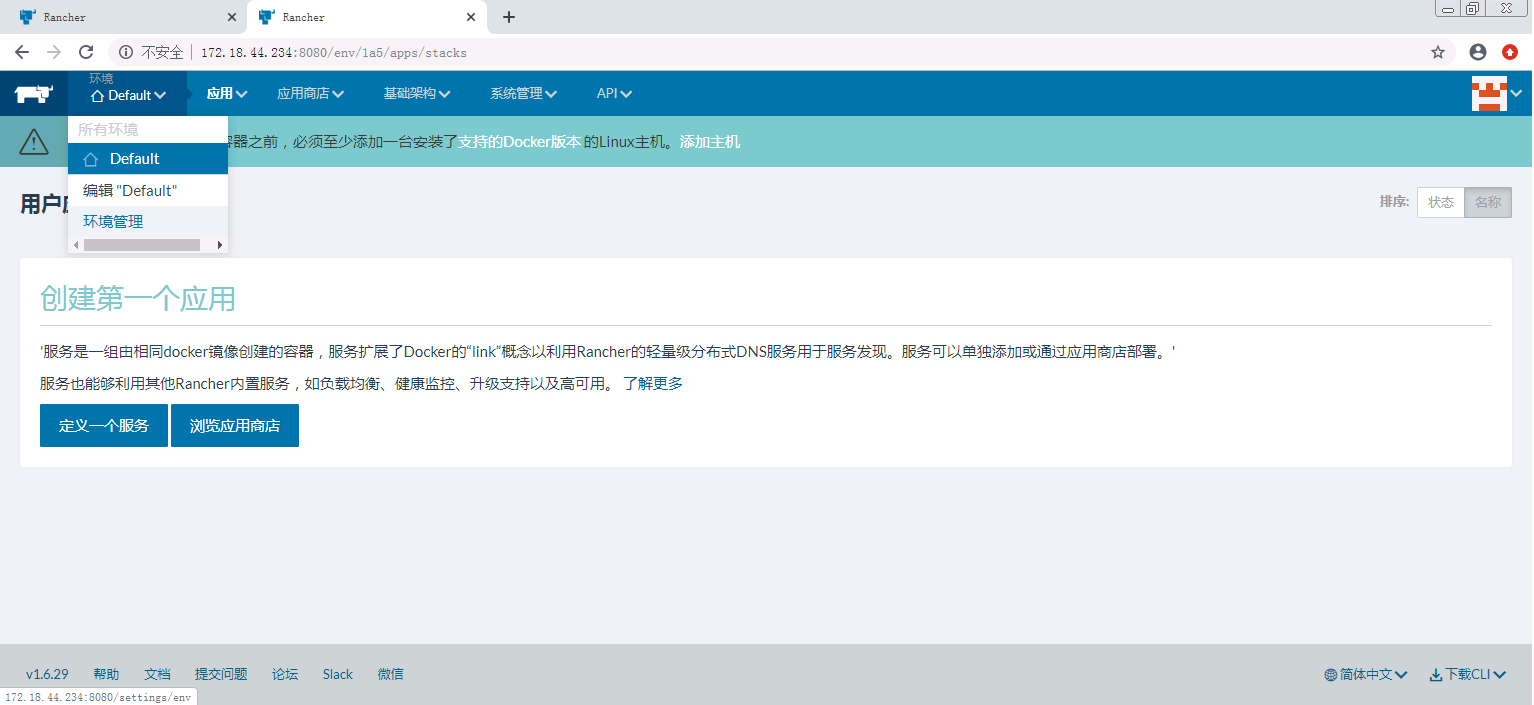 Rancher
Rancher
不安全 172.18.44.234:8080/env/1a5/apps/stacks
环境
Default
应用
应用商店
基础架构
系统管理
API
所有环境
Default
编辑 "Default"
环境管理
容器之前，必须至少添加一台安装了支持的Docker版本 的Linux主机。 添加主机
用户
排序: 状态 名称
创建第一个应用
'服务是一组由相同docker镜像创建的容器，服务扩展了Docker的“link”概念以利用Rancher的轻量级分布式DNS服务用于服务发现。服务可以单独添加或通过应用商店部署。'
服务也能够利用其他Rancher内置服务，如负载均衡、健康监控、升级支持以及高可用。 了解更多
定义一个服务 浏览应用商店
v1.6.29 帮助 文档 提交问题 论坛 Slack 微信 简体中文 下载CLI
172.18.44.234:8080/settings/env